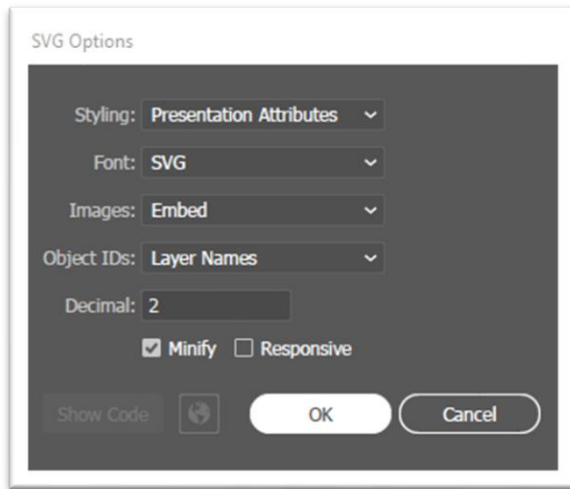 SVG Options
Styling: Presentation Attributes
Font: SVG
Images: Embed
Object IDs: Layer Names
Decimal: 2
Minify Responsive
Show Code OK Cancel